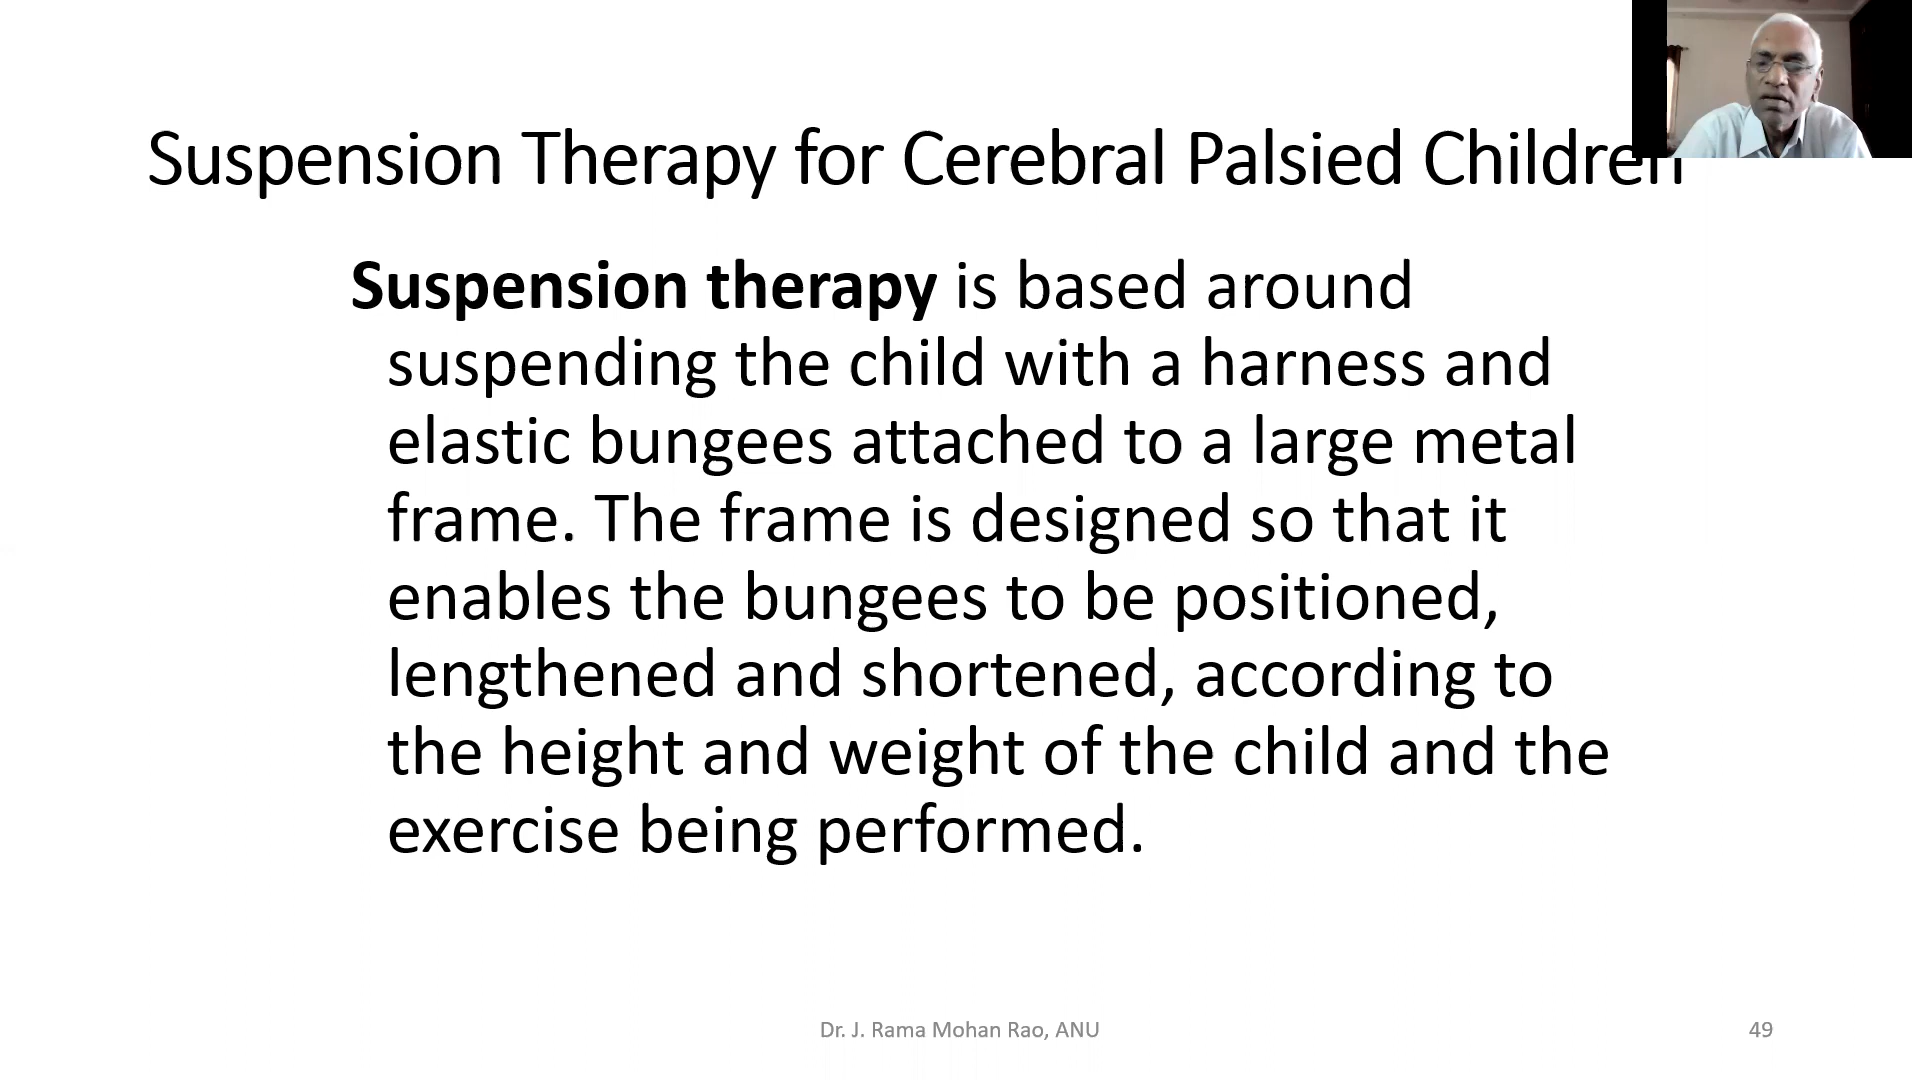 Suspension Therapy for Cerebral Palsied Children
Suspension therapy is based around
suspending the child with a harness and
elastic bungees attached to a large metal
frame. The frame is designed so that it
enables the bungees to be positioned,
lengthened and shortened, according to
the height and weight of the child and the
exercise being performed.
Dr. J. Rama Mohan Rao, ANU
49